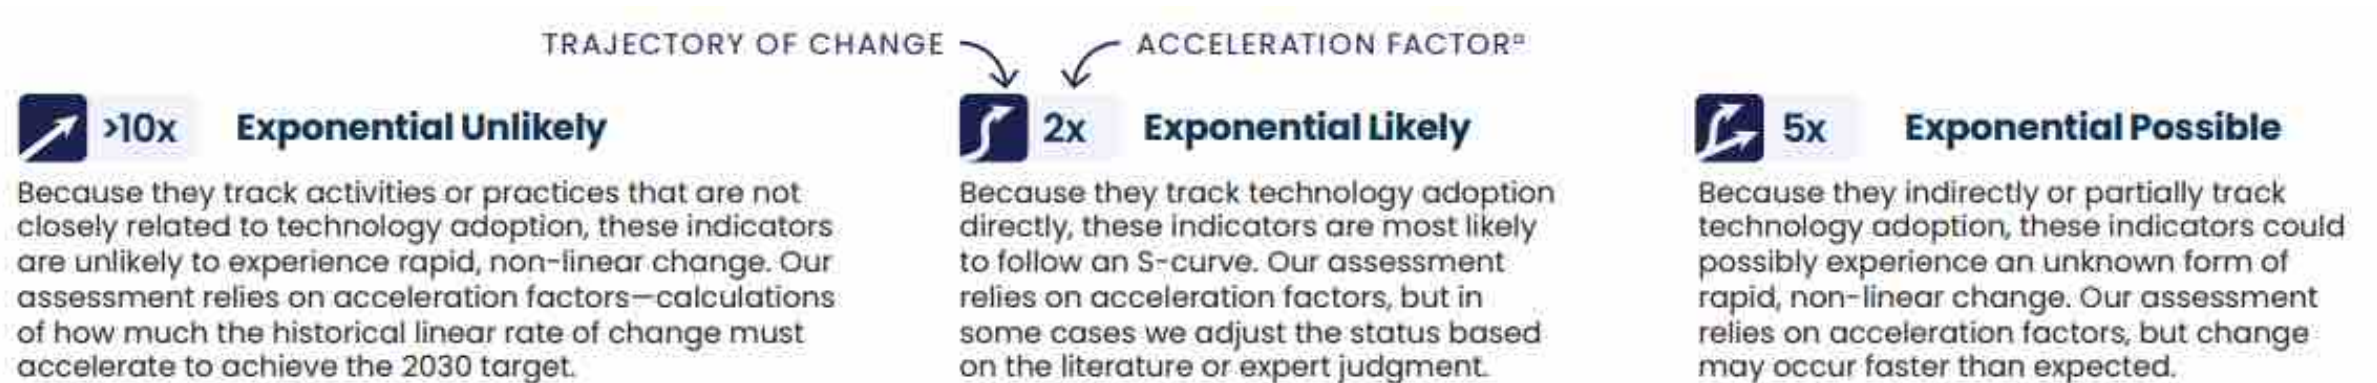 TRAJECTORY OF CHANGE
ACCELERATION FACTORᵃ
>10x Exponential Unlikely
Because they track activities or practices that are not
closely related to technology adoption, these indicators
are unlikely to experience rapid, non-linear change. Our
assessment relies on acceleration factors—calculations
of how much the historical linear rate of change must
accelerate to achieve the 2030 target.
2x Exponential Likely
Because they track technology adoption
directly, these indicators are most likely
to follow an S-curve. Our assessment
relies on acceleration factors, but in
some cases we adjust the status based
on the literature or expert judgment.
5x Exponential Possible
Because they indirectly or partially track
technology adoption, these indicators could
possibly experience an unknown form of
rapid, non-linear change. Our assessment
relies on acceleration factors, but change
may occur faster than expected.